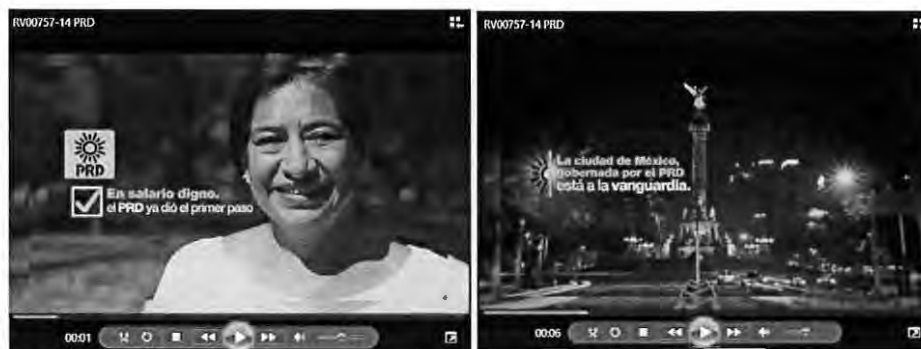 RV00757-14 PRD
PRD
En salario digno,
el PRD ya dió el primer paso
00:01
RV00757-14 PRD
La ciudad de México,
gobernada por el PRD
está a la vanguardia.
00:06